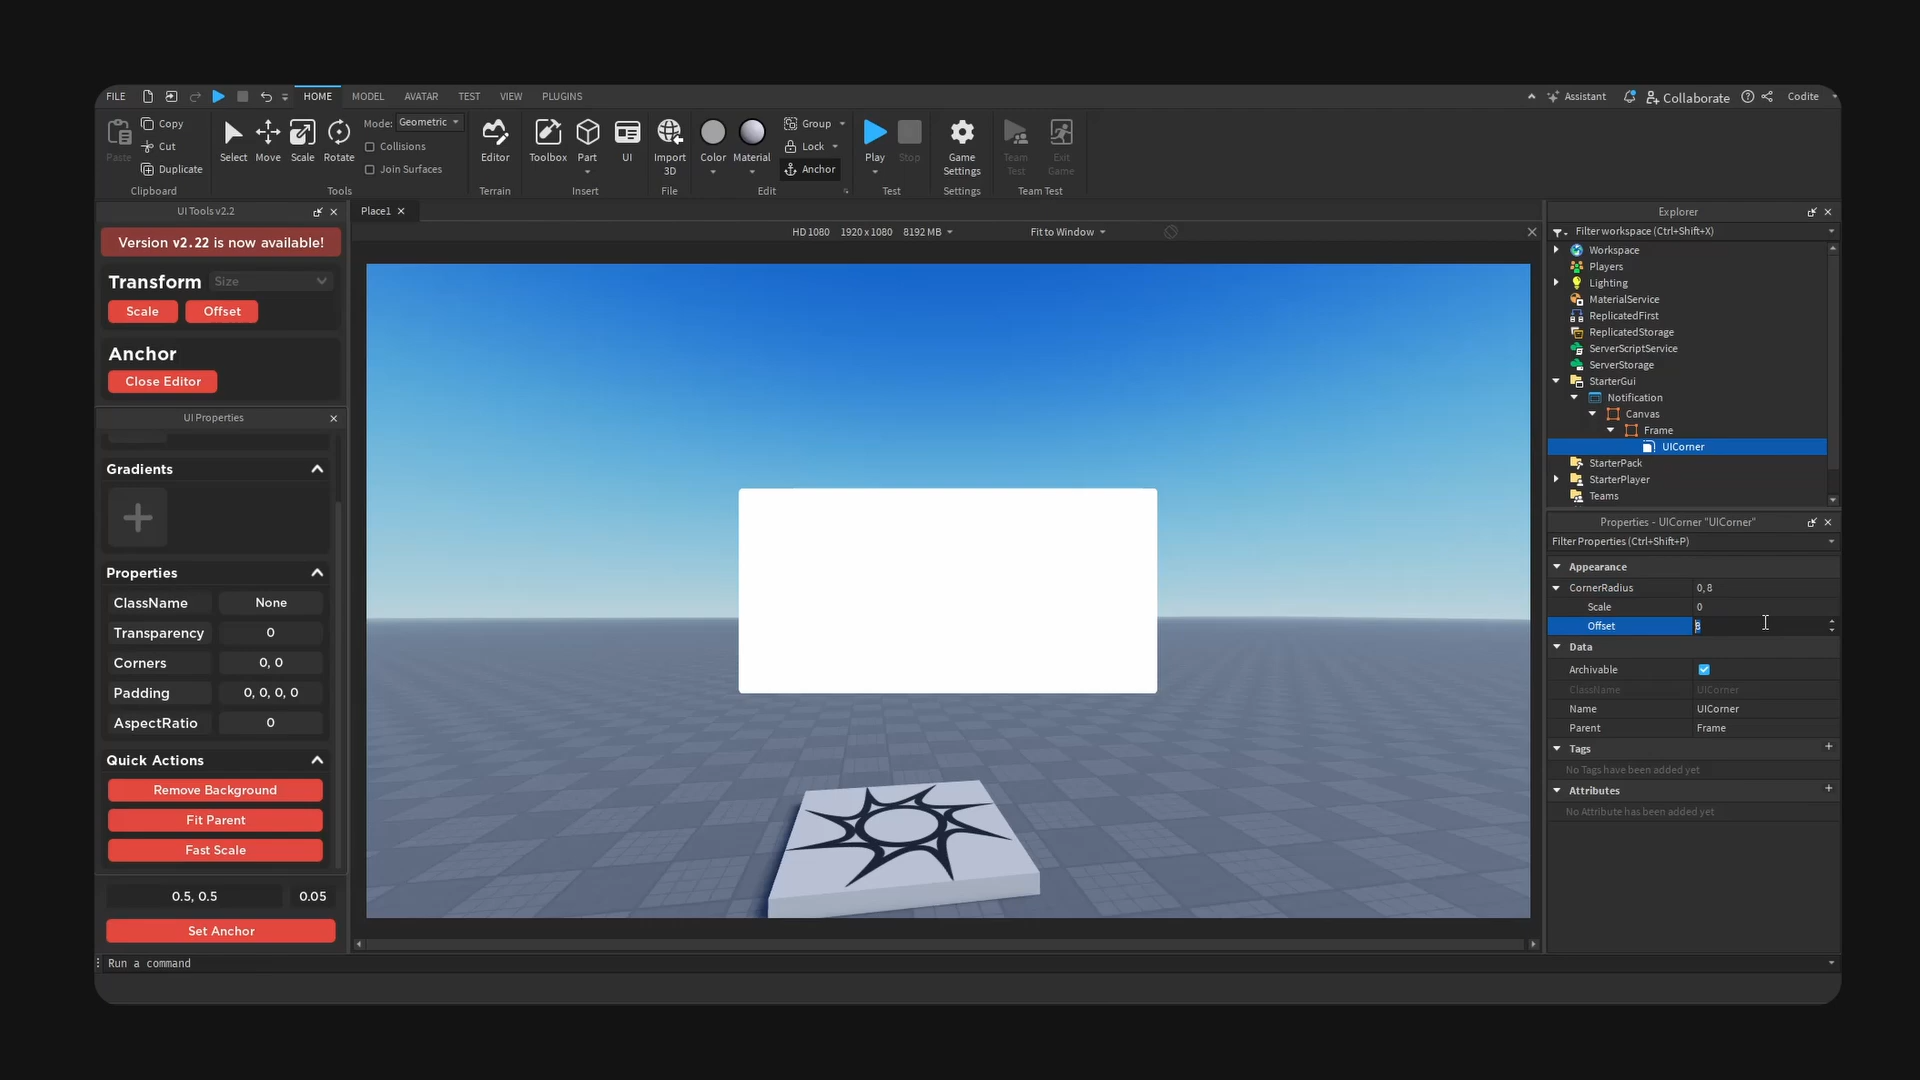 FILE HOME MODEL AVATAR TEST VIEW PLUGINS Assistant Collaborate Codite
Paste Copy Cut Duplicate
Clipboard
Select Move Scale Rotate
Mode: Geometric
Collisions
Join Surfaces
Tools
Editor
Terrain
Toolbox Part UI
Insert
Import 3D
File
Color Material
Group
Lock
Anchor
Edit
Play Stop
Test
Game Settings
Settings
Team Test Exit Game
Team Test
UI Tools v2.2
Version v2.22 is now available!
Transform Size
Scale Offset
Anchor
Close Editor
UI Properties
Gradients
Properties
ClassName None
Transparency 0
Corners 0, 0
Padding 0, 0, 0, 0
AspectRatio 0
Quick Actions
Remove Background
Fit Parent
Fast Scale
0.5, 0.5 0.05
Set Anchor
Run a command
Place1
HD 1080 1920 x 1080 8192 MB Fit to Window
Explorer
Filter workspace (Ctrl+Shift+X)
Workspace
Players
Lighting
MaterialService
ReplicatedFirst
ReplicatedStorage
ServerScriptService
ServerStorage
StarterGui
Notification
Canvas
Frame
UICorner
StarterPack
StarterPlayer
Teams
Properties - UICorner "UICorner"
Filter Properties (Ctrl+Shift+P)
Appearance
CornerRadius 0, 8
Scale 0
Offset 8
Data
Archivable
ClassName UICorner
Name UICorner
Parent Frame
Tags
No Tags have been added yet
Attributes
No Attribute has been added yet